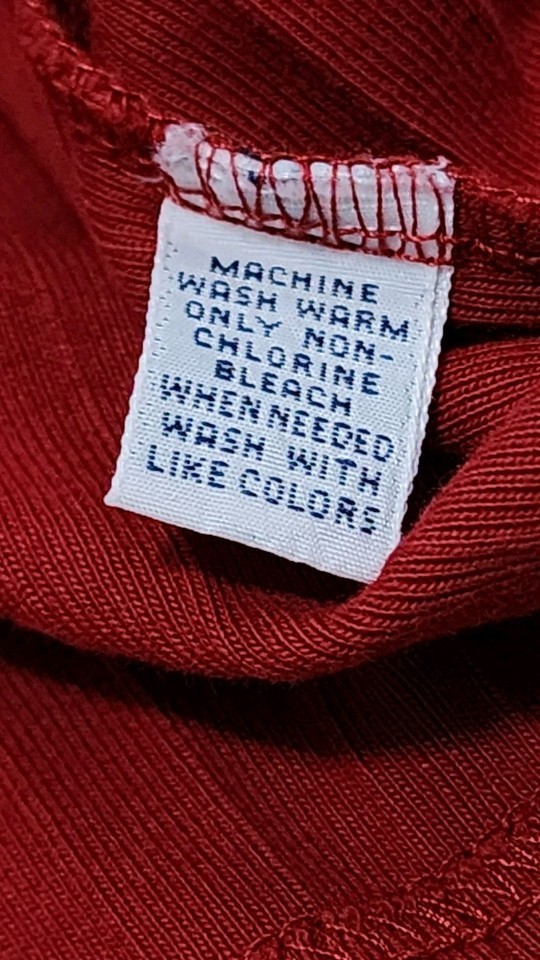 MACHINE
WASH WARM
ONLY NON-
CHLORINE
BLEACH
WHEN NEEDED
WASH WITH
LIKE COLORS